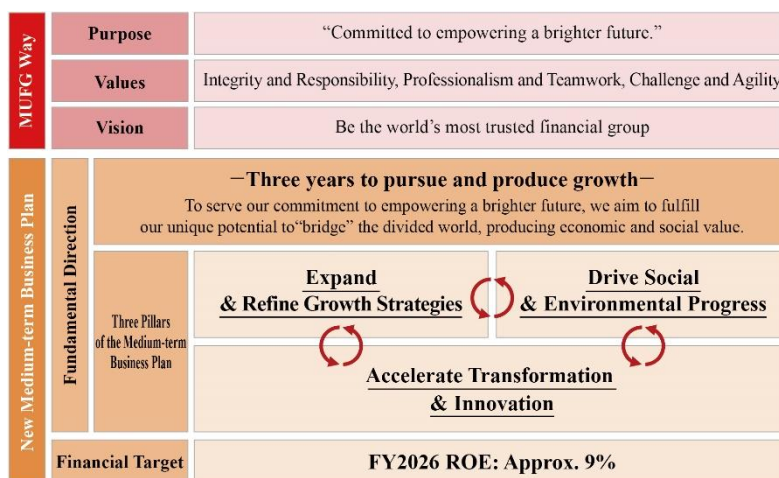 MUFG Way
Purpose
“Committed to empowering a brighter future.”
Values
Integrity and Responsibility, Professionalism and Teamwork, Challenge and Agility
Vision
Be the world’s most trusted financial group
New Medium-term Business Plan
Fundamental Direction
—Three years to pursue and produce growth—
To serve our commitment to empowering a brighter future, we aim to fulfill
our unique potential to“bridge” the divided world, producing economic and social value.
Three Pillars
of the Medium-term
Business Plan
Expand
& Refine Growth Strategies
Drive Social
& Environmental Progress
Accelerate Transformation
& Innovation
Financial Target
FY2026 ROE: Approx. 9%